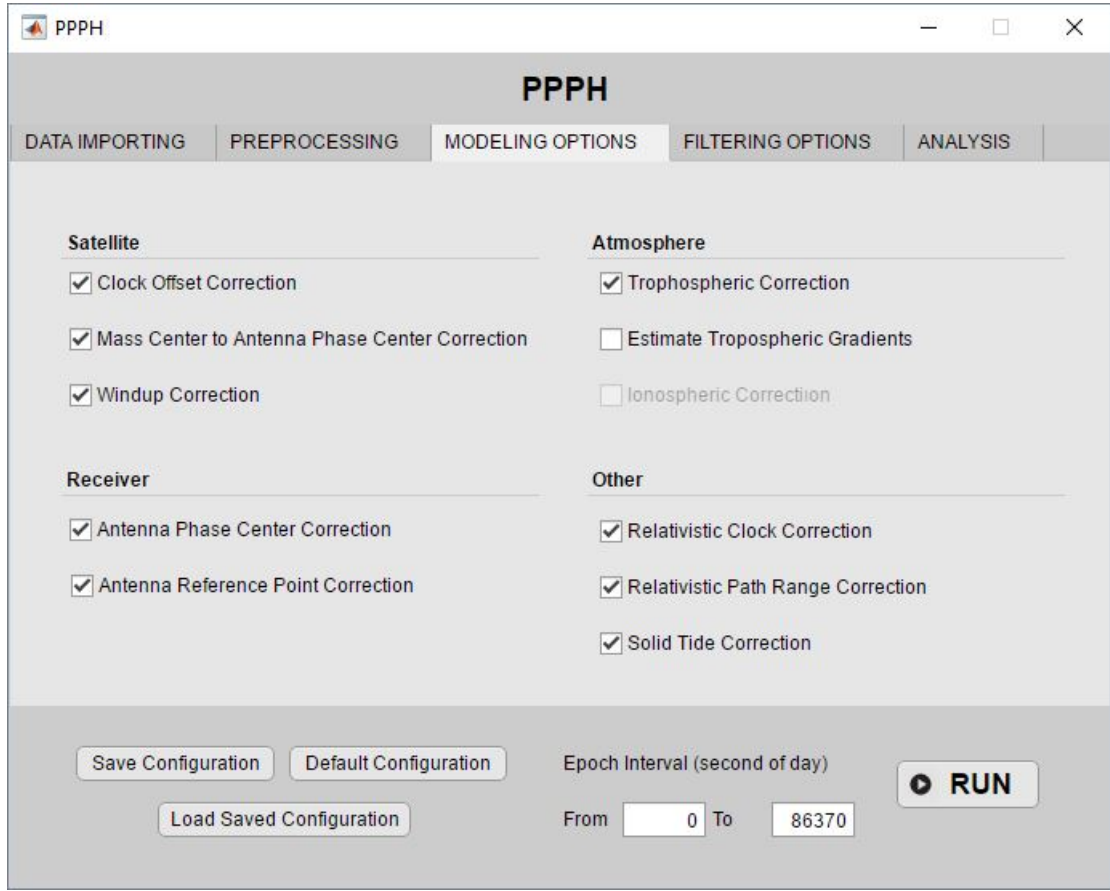 PPPH
PPPH
DATA IMPORTING
PREPROCESSING
MODELING OPTIONS
FILTERING OPTIONS
ANALYSIS
Satellite
Clock Offset Correction
Mass Center to Antenna Phase Center Correction
Windup Correction
Atmosphere
Trophospheric Correction
Estimate Tropospheric Gradients
Ionospheric Correctiion
Receiver
Antenna Phase Center Correction
Antenna Reference Point Correction
Other
Relativistic Clock Correction
Relativistic Path Range Correction
Solid Tide Correction
Save Configuration
Default Configuration
Load Saved Configuration
Epoch Interval (second of day)
From 0 To 86370
RUN